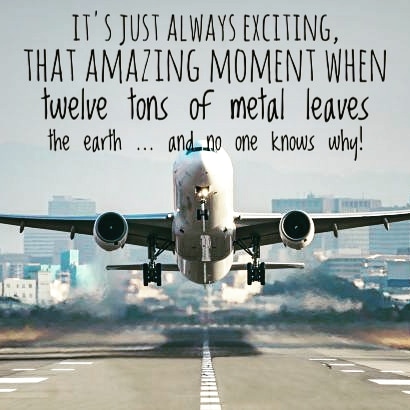 IT'S JUST ALWAYS EXCITING,
THAT AMAZING MOMENT WHEN
twelve tons of metal leaves
the earth ... and no one knows why!